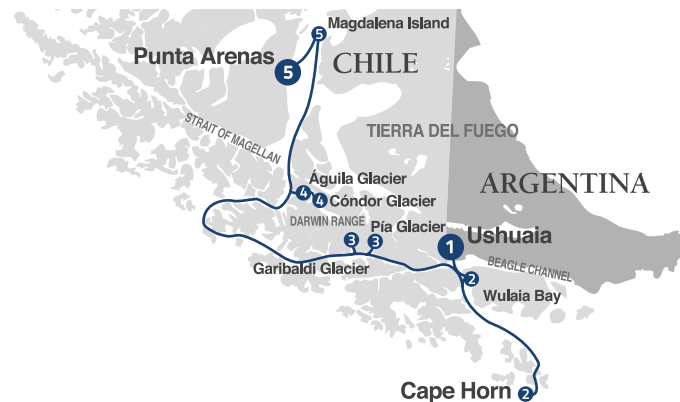 Magdalena Island
5
Punta Arenas
5
CHILE
STRAIT OF MAGELLAN
TIERRA DEL FUEGO
Águila Glacier
4
4
Cóndor Glacier
ARGENTINA
DARWIN RANGE
Pía Glacier
3
3
1
Ushuaia
Garibaldi Glacier
BEAGLE CHANNEL
2
Wulaia Bay
Cape Horn
2